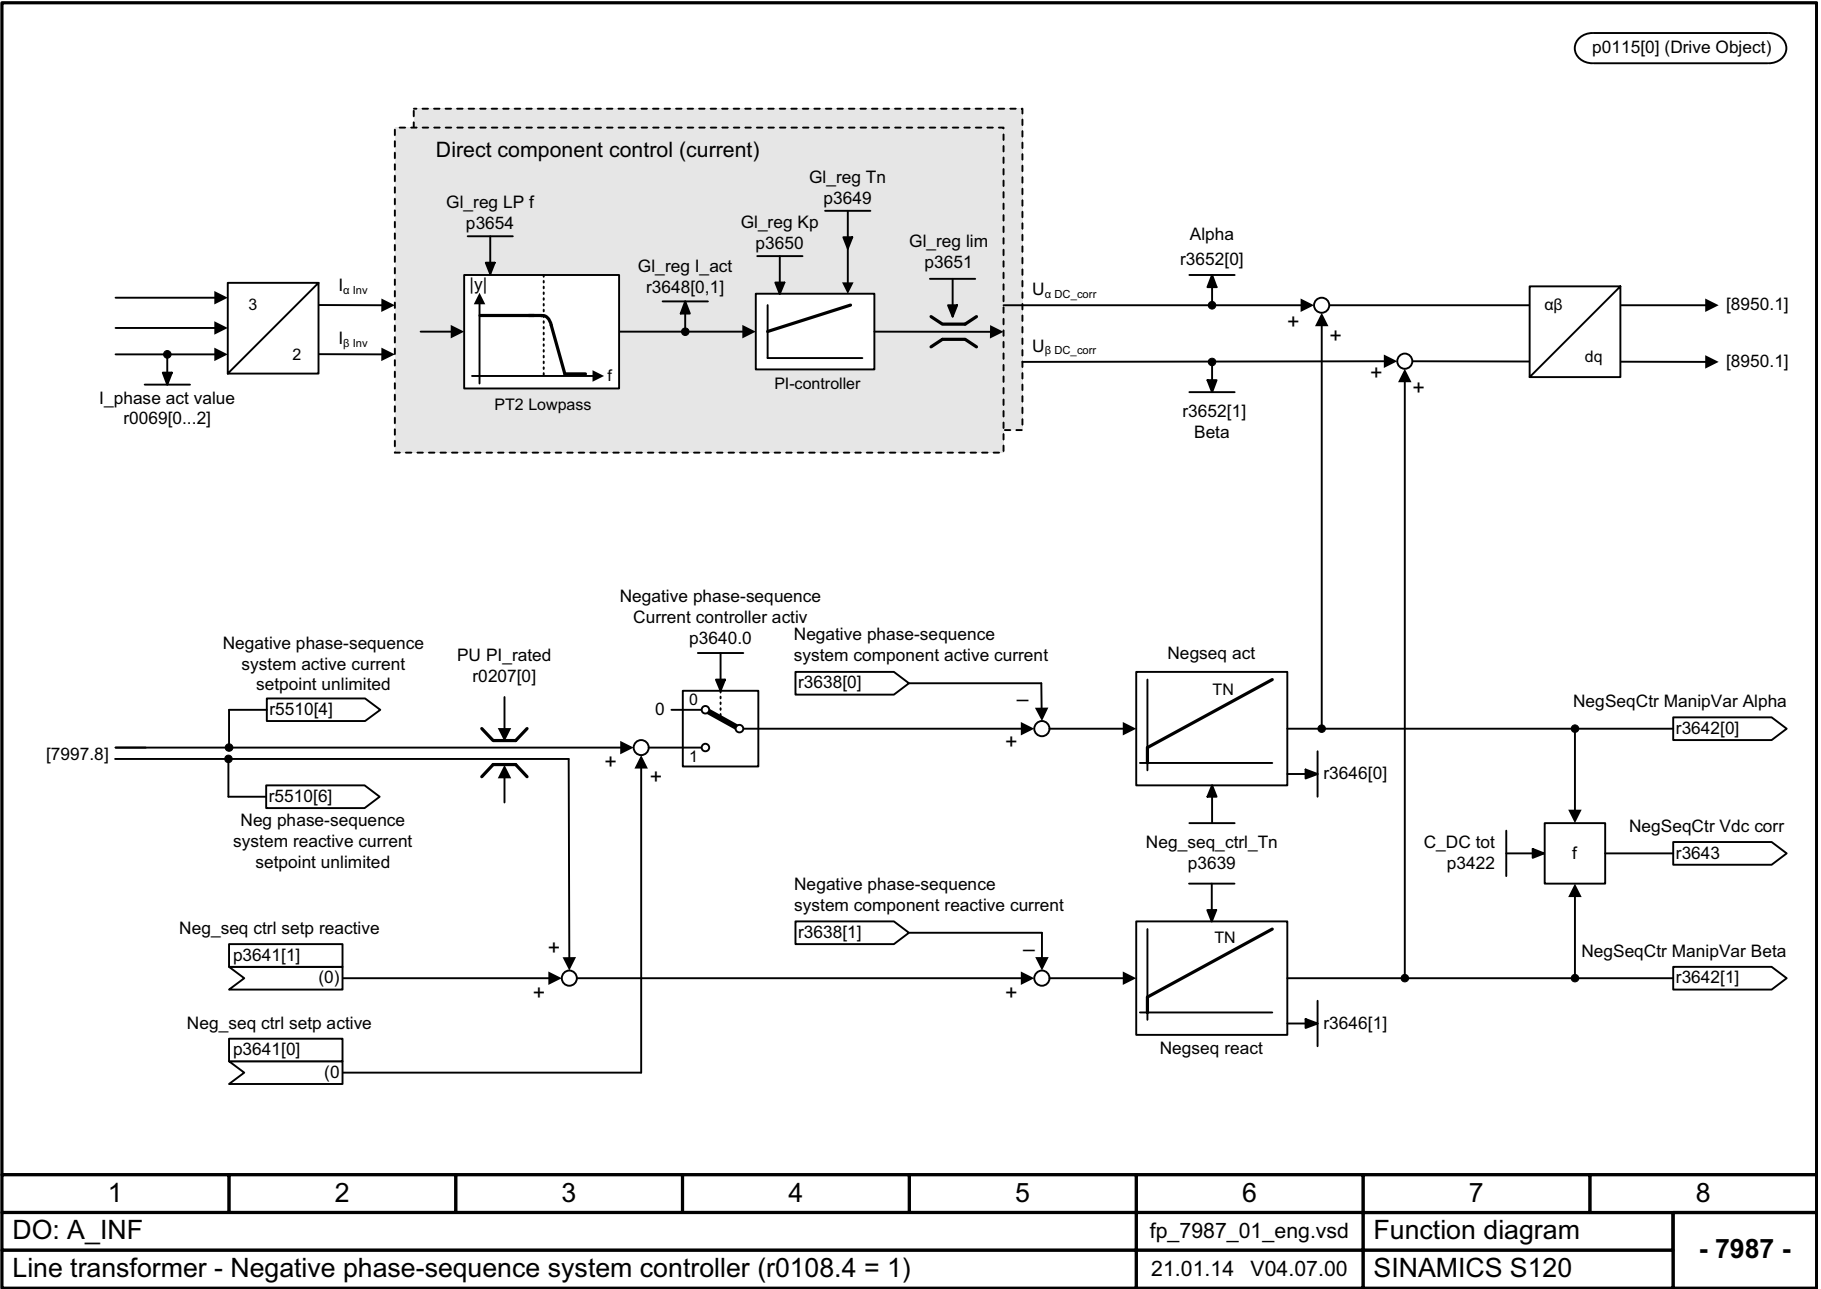 p0115[0] (Drive Object)
Direct component control (current)
Gl_reg LP f
p3654
|y|
f
PT2 Lowpass
Gl_reg I_act
r3648[0,1]
Gl_reg Kp
p3650
Gl_reg Tn
p3649
PI-controller
Gl_reg lim
p3651
3
2
Iα Inv
Iβ Inv
I_phase act value
r0069[0...2]
Uα DC_corr
Uβ DC_corr
Alpha
r3652[0]
r3652[1]
Beta
+
+
+
+
αβ
dq
[8950.1]
[8950.1]
Negative phase-sequence
system active current
setpoint unlimited
r5510[4]
[7997.8]
r5510[6]
Neg phase-sequence
system reactive current
setpoint unlimited
PU PI_rated
r0207[0]
+
+
Negative phase-sequence
Current controller activ
p3640.0
0
0
1
Negative phase-sequence
system component active current
r3638[0]
–
+
Negseq act
TN
r3646[0]
Neg_seq_ctrl_Tn
p3639
Negative phase-sequence
system component reactive current
r3638[1]
–
+
TN
r3646[1]
Negseq react
NegSeqCtr ManipVar Alpha
r3642[0]
C_DC tot
p3422
f
NegSeqCtr Vdc corr
r3643
NegSeqCtr ManipVar Beta
r3642[1]
Neg_seq ctrl setp reactive
p3641[1]
(0)
+
+
Neg_seq ctrl setp active
p3641[0]
(0
1 2 3 4 5 6 7 8
DO: A_INF
fp_7987_01_eng.vsd
Function diagram
- 7987 -
Line transformer - Negative phase-sequence system controller (r0108.4 = 1)
21.01.14 V04.07.00
SINAMICS S120